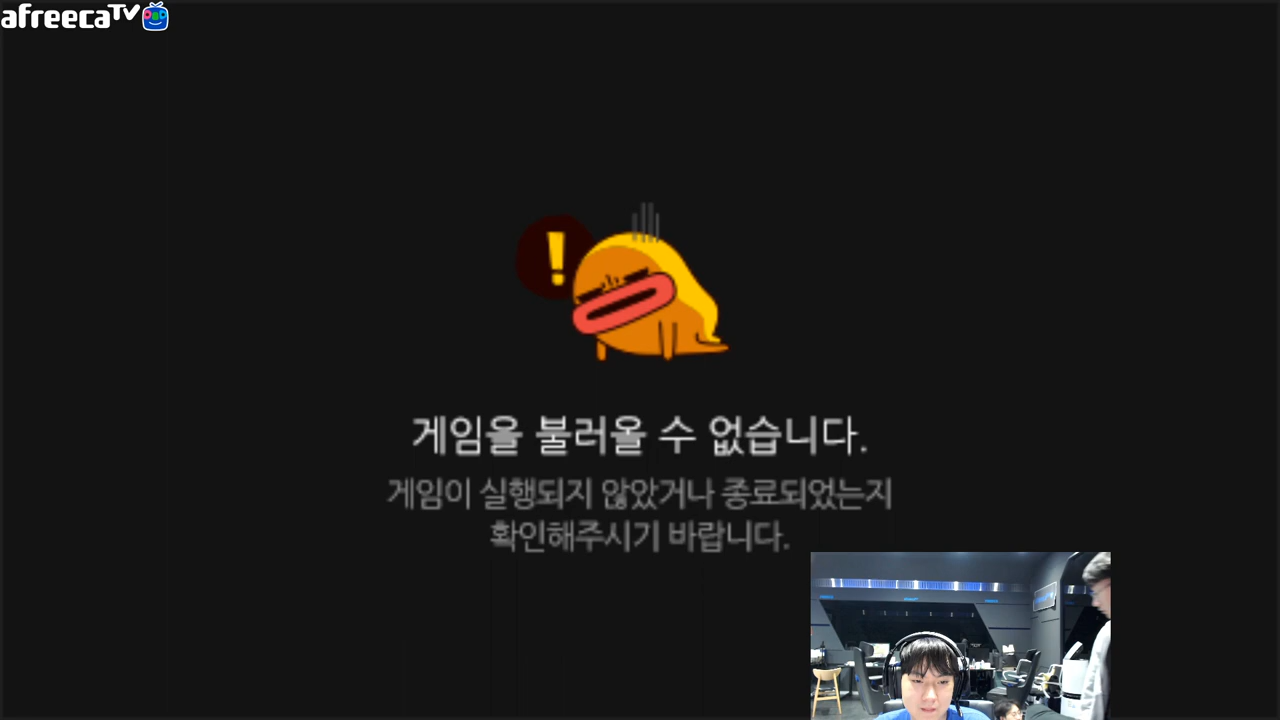 afreecaTV
!
게임을 불러올 수 없습니다.
게임이 실행되지 않았거나 종료되었는지
확인해주시기 바랍니다.